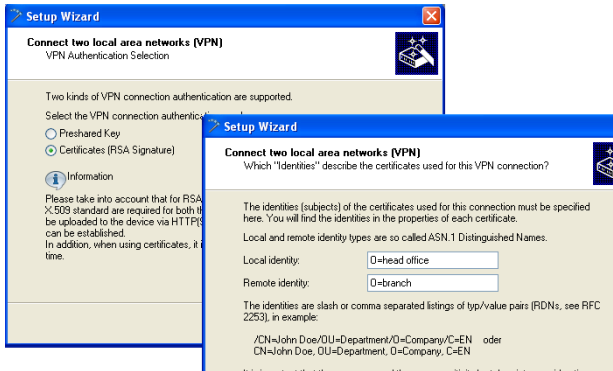 Setup Wizard
Connect two local area networks (VPN)
VPN Authentication Selection
Two kinds of VPN connection authentication are supported.
Select the VPN connection authentic
Preshared Key
Certificates (RSA Signature)
Information
Please take into account that for RSA
X.509 standard are required for both t
be uploaded to the device via HTTP(S
can be established.
In addition, when using certificates, it i
time.
Setup Wizard
Connect two local area networks (VPN)
Which "Identities" describe the certificates used for this VPN connection?
The identities (subjects) of the certificates used for this connection must be specified
here. You will find the identities in the properties of each certificate.
Local and remote identity types are so called ASN.1 Distinguished Names.
Local identity:
O=head office
Remote identity:
O=branch
The identities are slash or comma separated listings of typ/value pairs (RDNs, see RFC
2253), in example:
/CN=John Doe/OU=Department/O=Company/C=EN oder
CN=John Doe, OU=Department, O=Company, C=EN